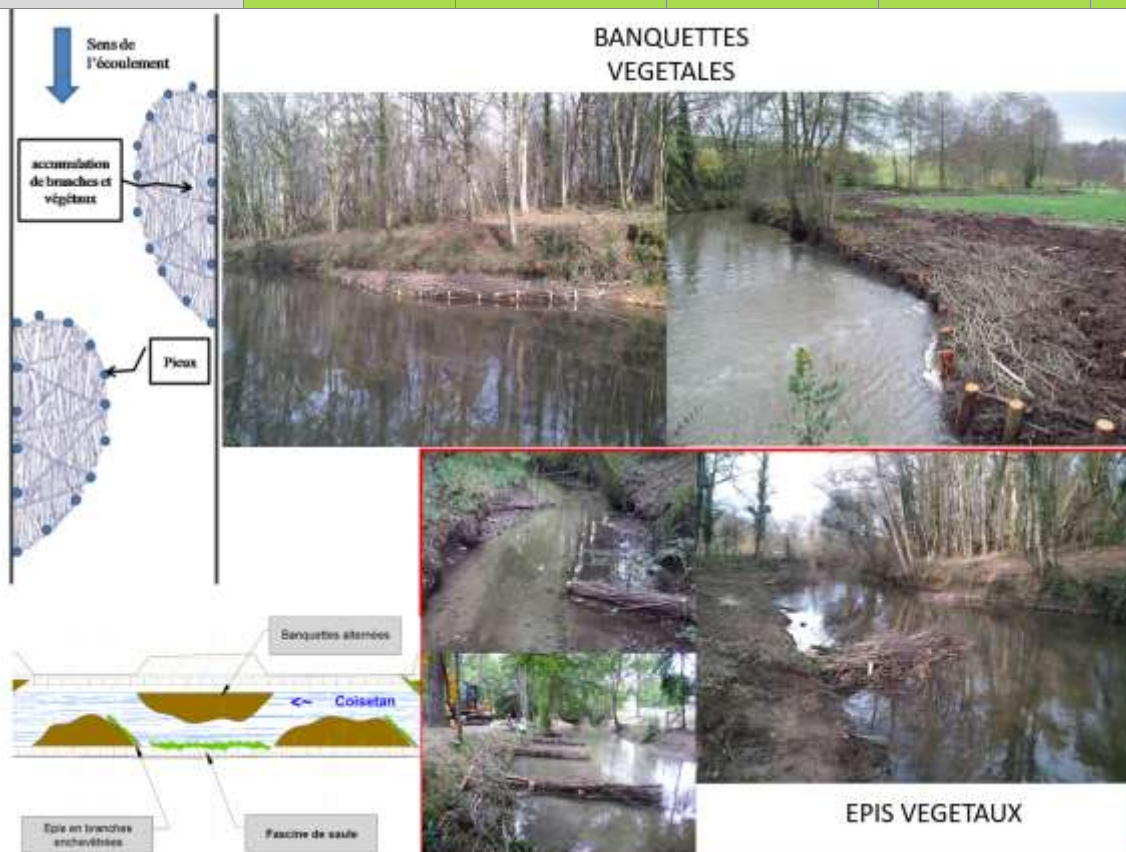 Sens de
l'écoulement
BANQUETTES
VEGETALES
accumulation
de branches et
végétaux
Pieux
Banquettes alternées
<~ Coisetan
Epis en branches
enchevêtrées
Fascine de saule
EPIS VEGETAUX